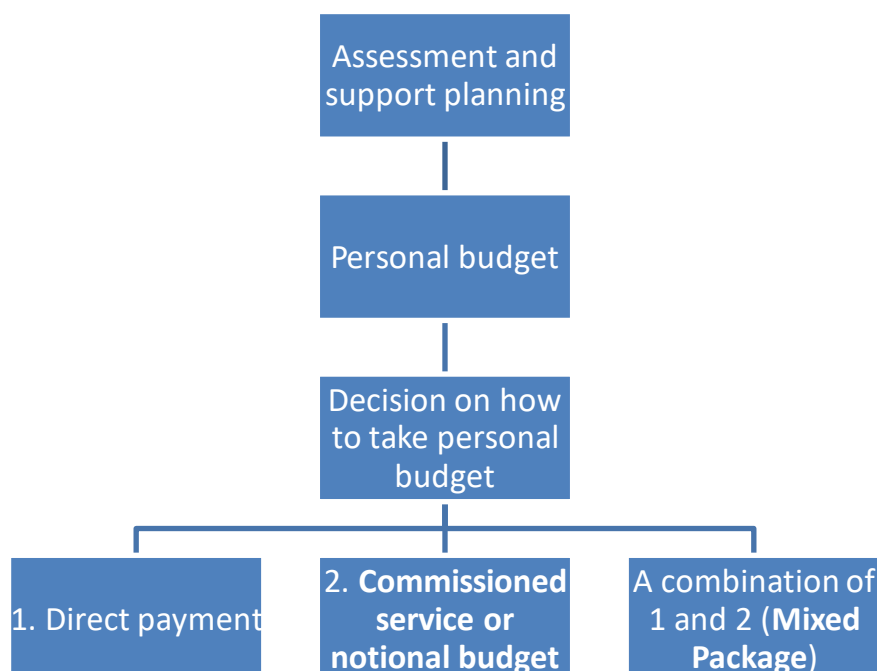 Assessment and
support planning
Personal budget
Decision on how
to take personal
budget
1. Direct payment
2. Commissioned
service or
notional budget
A combination of
1 and 2 (Mixed
Package)